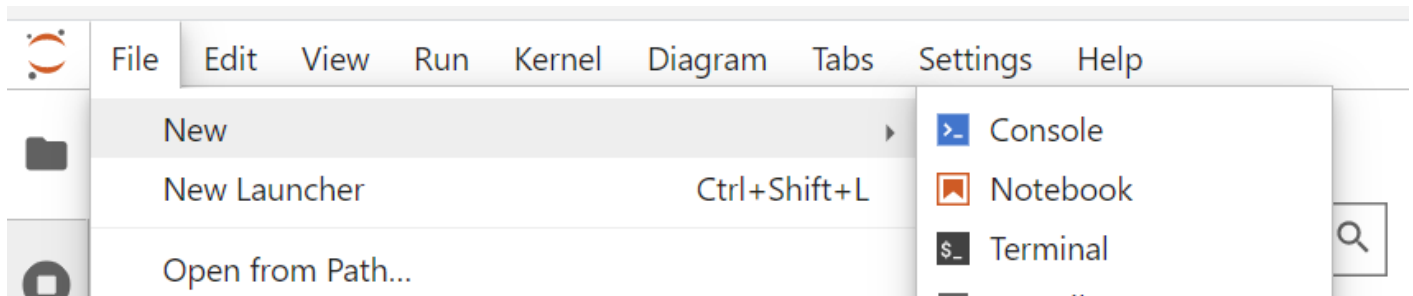 File Edit View Run Kernel Diagram Tabs Settings Help
New
Console
New Launcher Ctrl+Shift+L
Notebook
$_ Terminal
Open from Path...